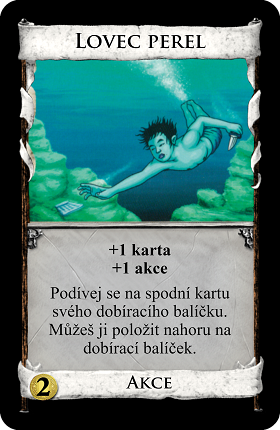 Lovec perel
+1 karta
+1 akce
Podívej se na spodní kartu
svého dobíracího balíčku.
Můžeš ji položit nahoru na
dobírací balíček.
2
Akce